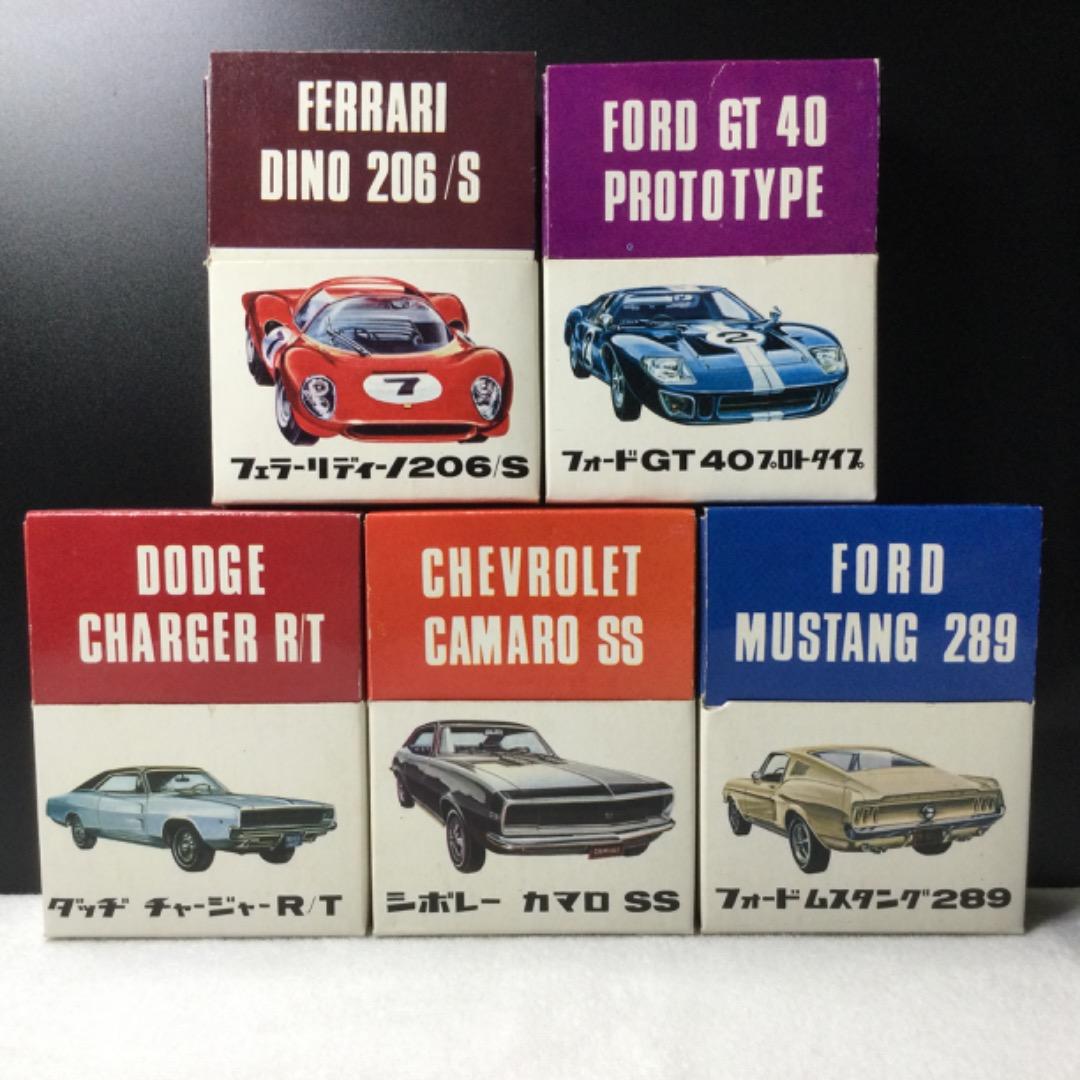 FERRARI
DINO 206/S
7
フェラーリディーノ206/S
FORD GT 40
PROTOTYPE
2
フォードGT40プロトタイプ
DODGE
CHARGER R/T
ダッヂ チャージャーR/T
CHEVROLET
CAMARO SS
シボレー カマロ SS
FORD
MUSTANG 289
フォードムスタング289